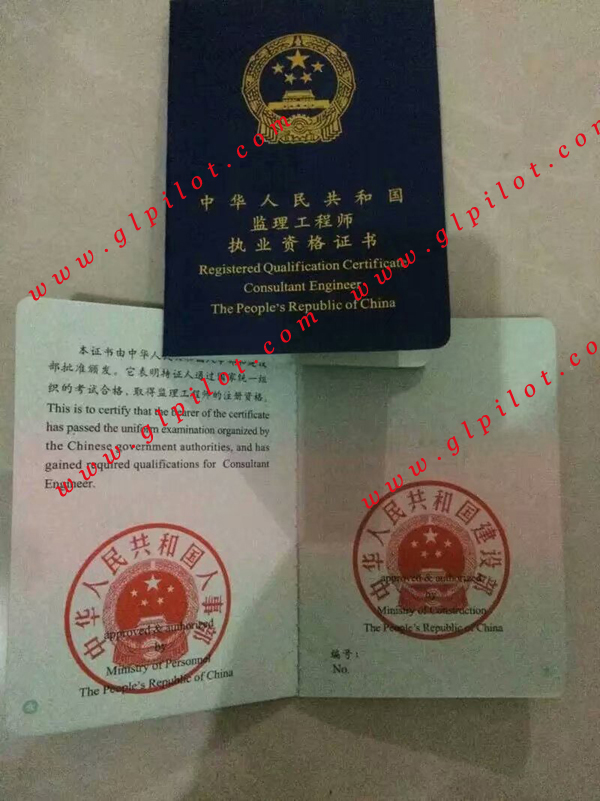 中华人民共和国
监理工程师
执业资格证书
Registered Qualification Certificate
Consultant Engineer
The People's Republic of China
本证书由中华人民
部批准颁发。它表明持证人通过国家统一组
织的考试合格、取得监理工程师的注册资格。
This is to certify that the bearer of the certificate
has passed the uniform examination organized by
the Chinese government authorities, and has
gained required qualifications for Consultant
Engineer.
中华人民共和国人事部
approved & authorized
by
Ministry of Personnel
The People's Republic of China
中华人民共和国建设部
approved & authorized
by
Ministry of Construction
The People's Republic of China
编号：
No.
www.glpilot.com
www.glpilot.com
www.glpilot.com
www.glpilot.com